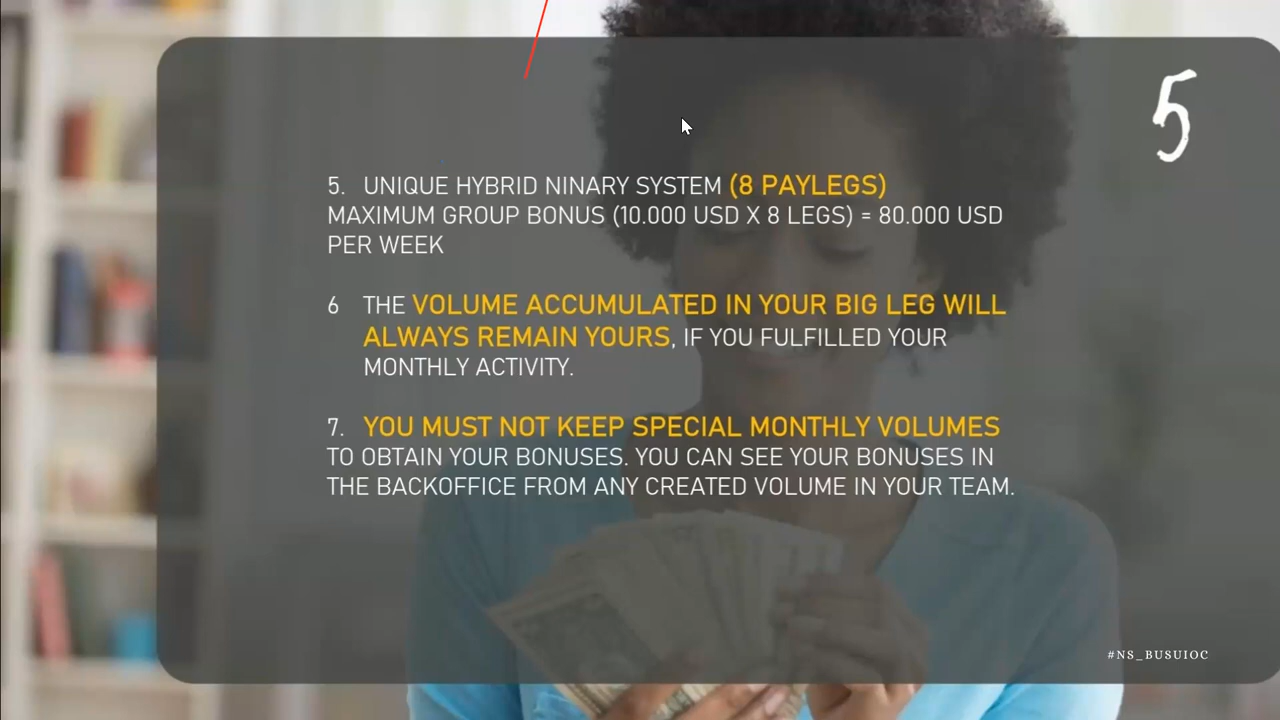 5
5. UNIQUE HYBRID NINARY SYSTEM (8 PAYLEGS)
MAXIMUM GROUP BONUS (10.000 USD X 8 LEGS) = 80.000 USD
PER WEEK
6 THE VOLUME ACCUMULATED IN YOUR BIG LEG WILL
ALWAYS REMAIN YOURS, IF YOU FULFILLED YOUR
MONTHLY ACTIVITY.
7. YOU MUST NOT KEEP SPECIAL MONTHLY VOLUMES
TO OBTAIN YOUR BONUSES. YOU CAN SEE YOUR BONUSES IN
THE BACKOFFICE FROM ANY CREATED VOLUME IN YOUR TEAM.
#NS_BUSUIOC